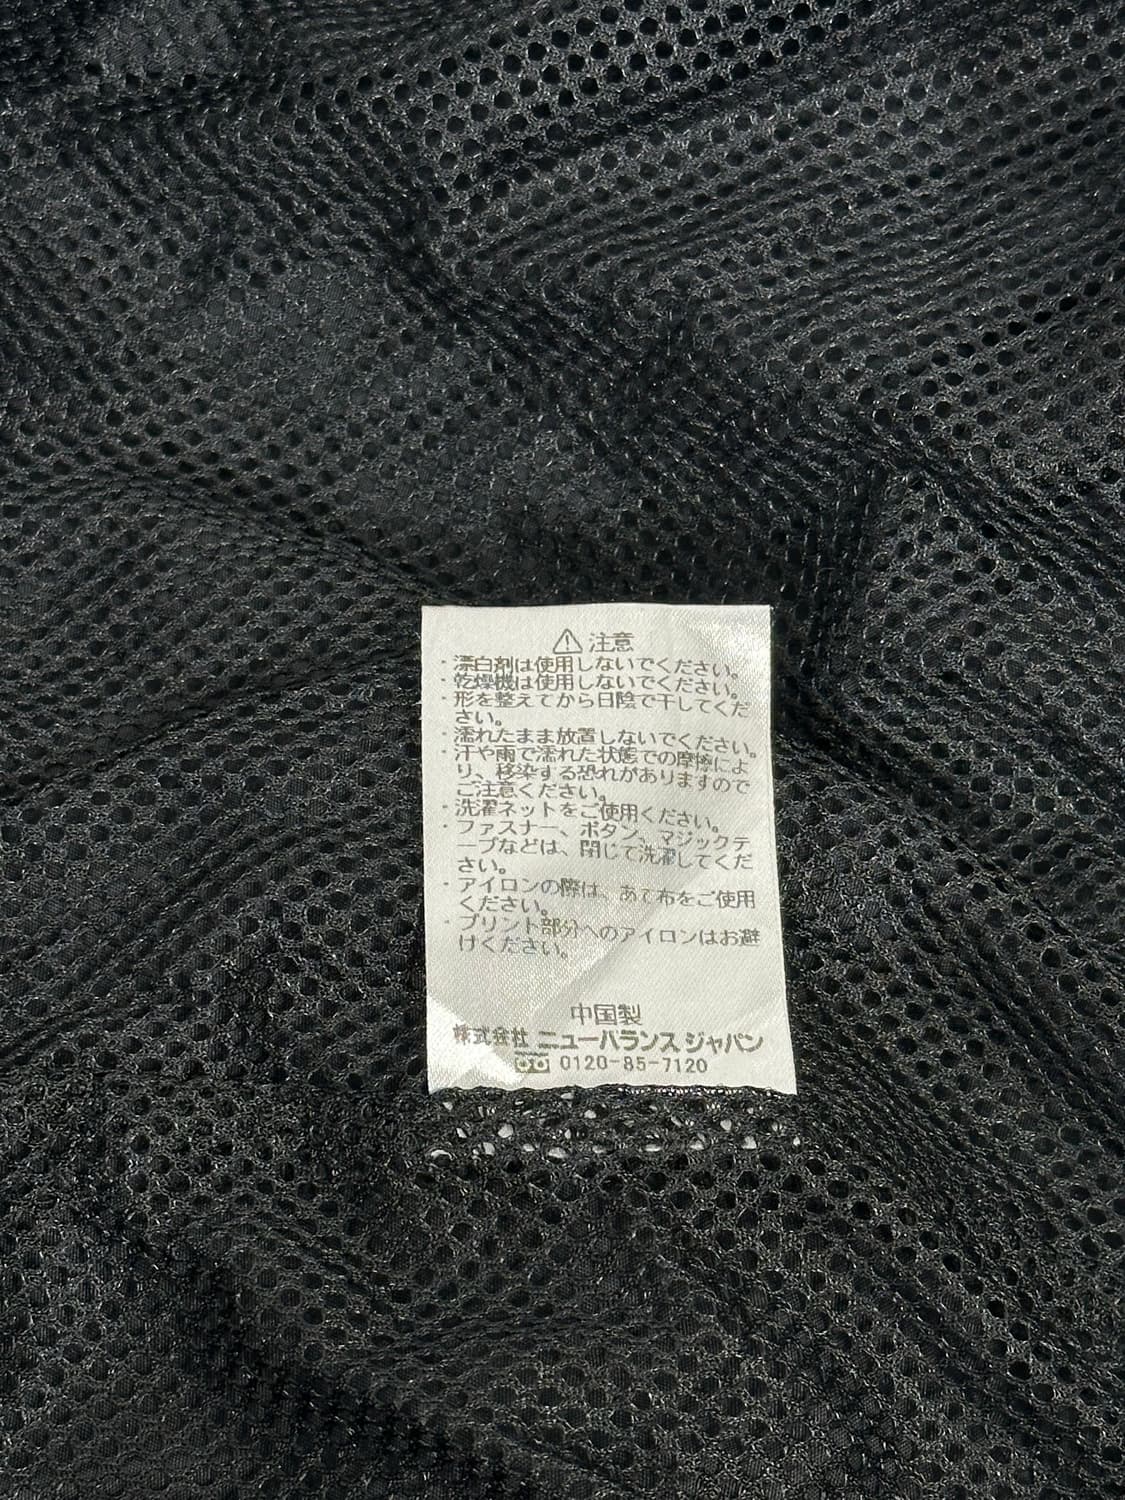 ⚠ 注意
・漂白剤は使用しないでください。
・乾燥機は使用しないでください。
・形を整えてから日陰で干してくだ
さい。
・濡れたまま放置しないでください。
・汗や雨で濡れた状態での摩擦によ
り、移染する恐れがありますので
ご注意ください。
・洗濯ネットをご使用ください。
・ファスナー、ボタン、マジックテ
ープなどは、閉じて洗濯してくだ
さい。
・アイロンの際は、あて布をご使用
ください。
・プリント部分へのアイロンはお避
けください。
中国製
株式会社 ニューバランス ジャパン
0120-85-7120